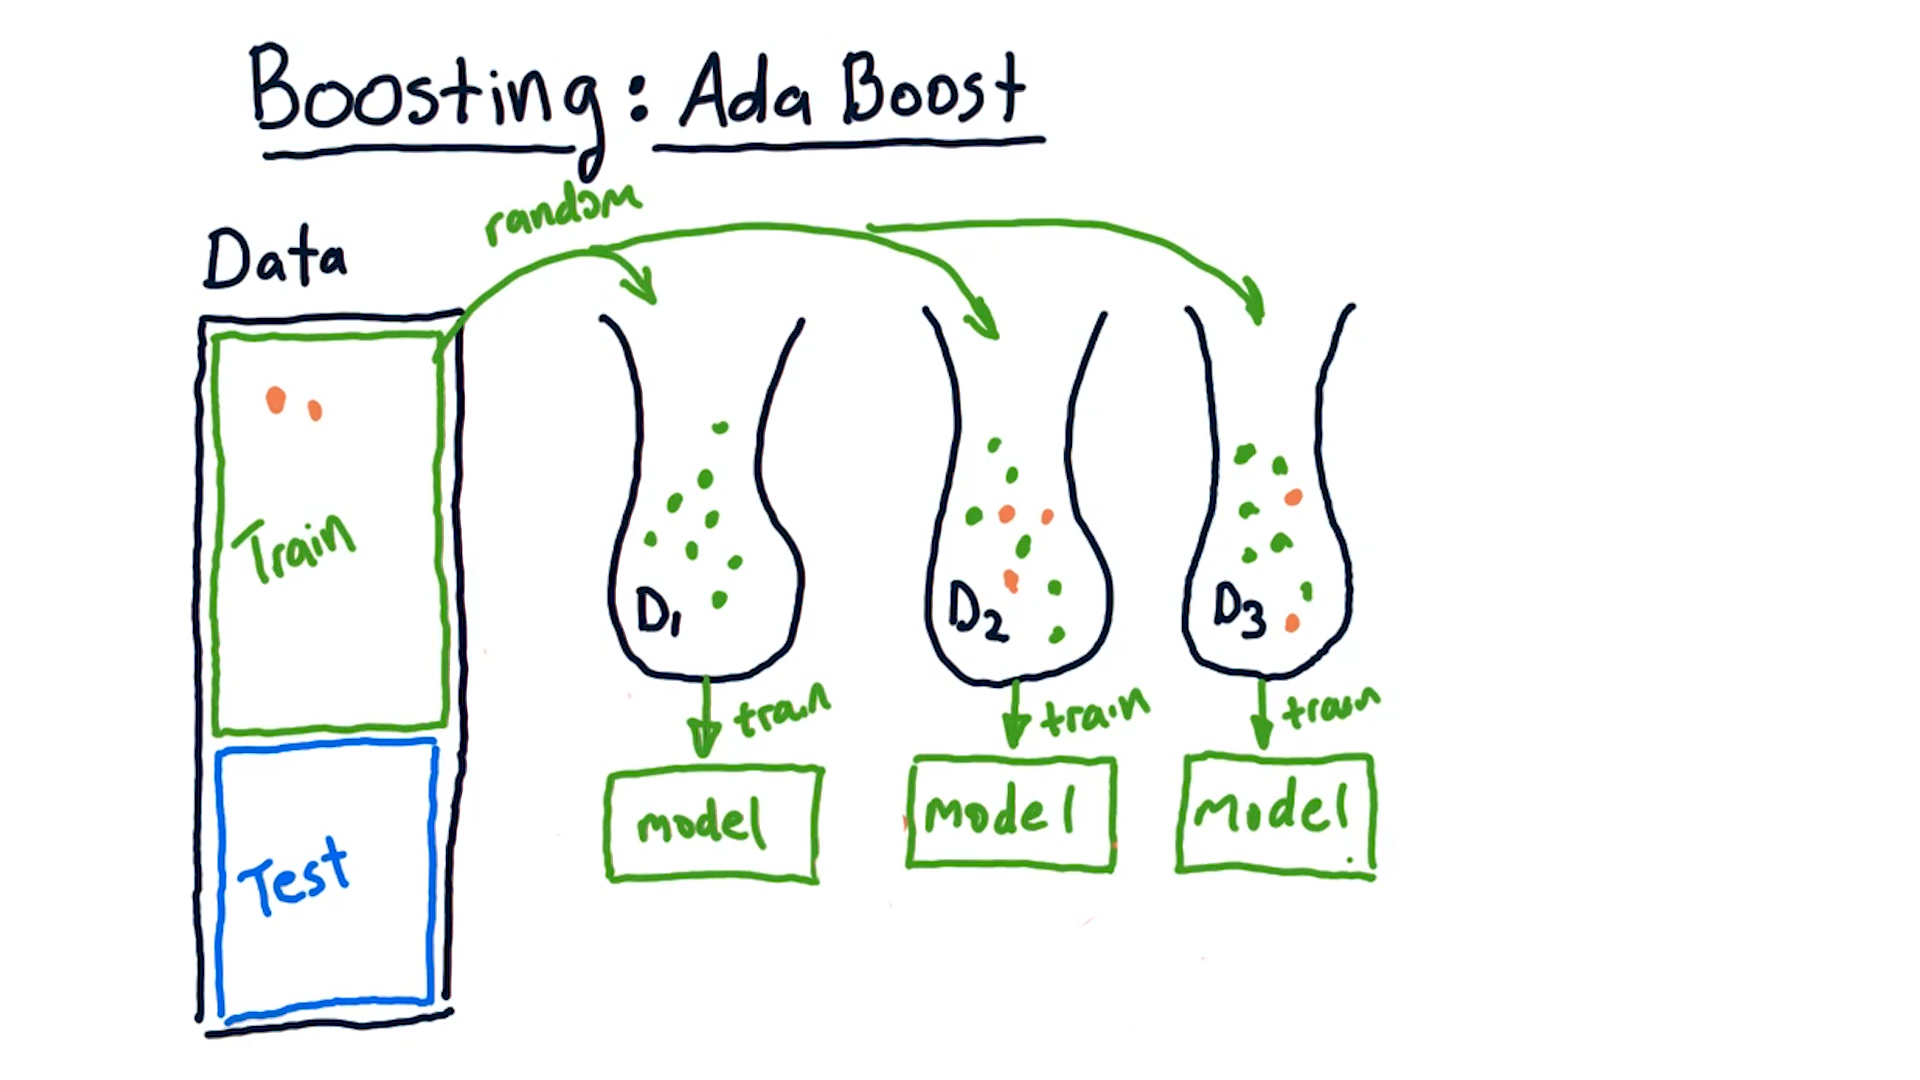 Boosting: Ada Boost
random
Data
Train
Test
D1
D2
D3
train
train
train
model
model
Model